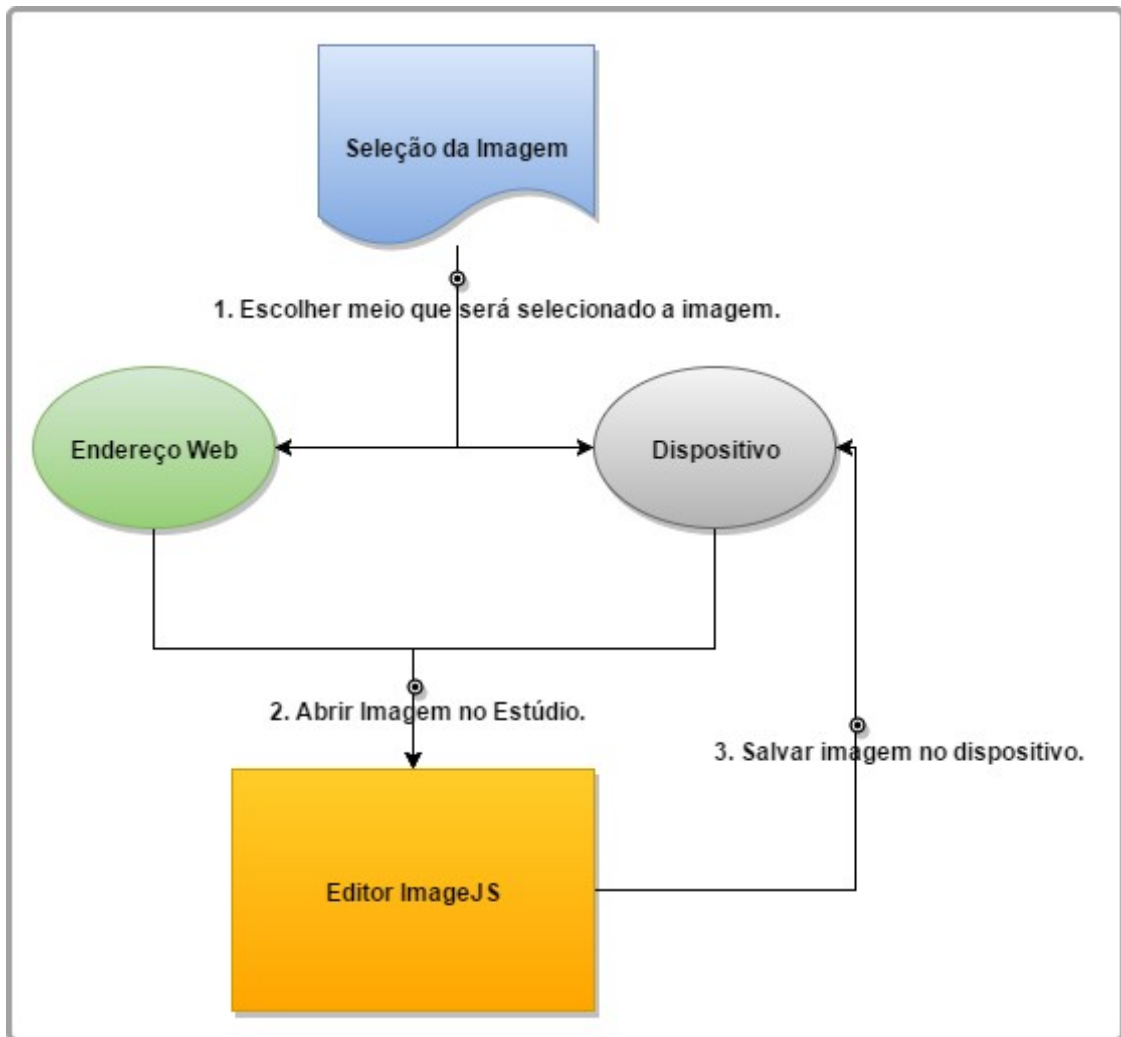 Seleção da Imagem
1. Escolher meio que será selecionado a imagem.
Endereço Web
Dispositivo
2. Abrir Imagem no Estúdio.
3. Salvar imagem no dispositivo.
Editor ImageJS